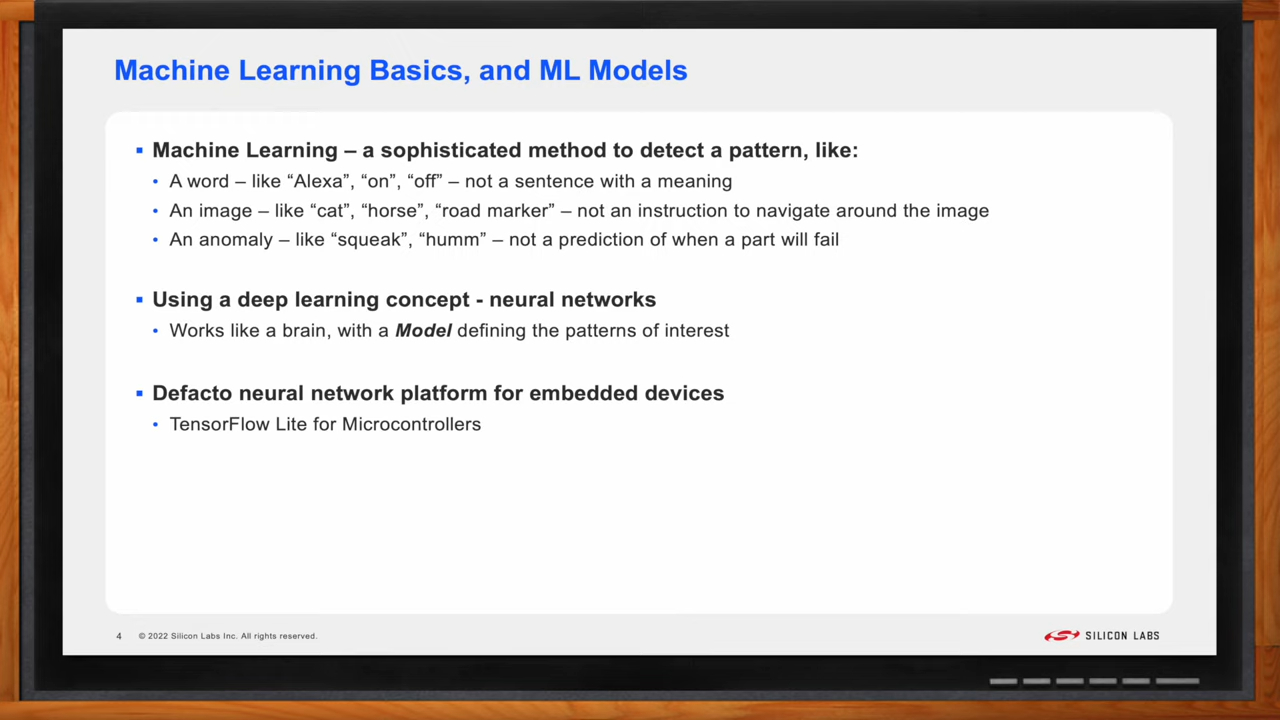 Machine Learning Basics, and ML Models
▪ Machine Learning – a sophisticated method to detect a pattern, like:
• A word – like “Alexa”, “on”, “off” – not a sentence with a meaning
• An image – like “cat”, “horse”, “road marker” – not an instruction to navigate around the image
• An anomaly – like “squeak”, “humm” – not a prediction of when a part will fail
▪ Using a deep learning concept - neural networks
• Works like a brain, with a Model defining the patterns of interest
▪ Defacto neural network platform for embedded devices
• TensorFlow Lite for Microcontrollers
4 © 2022 Silicon Labs Inc. All rights reserved.
SILICON LABS